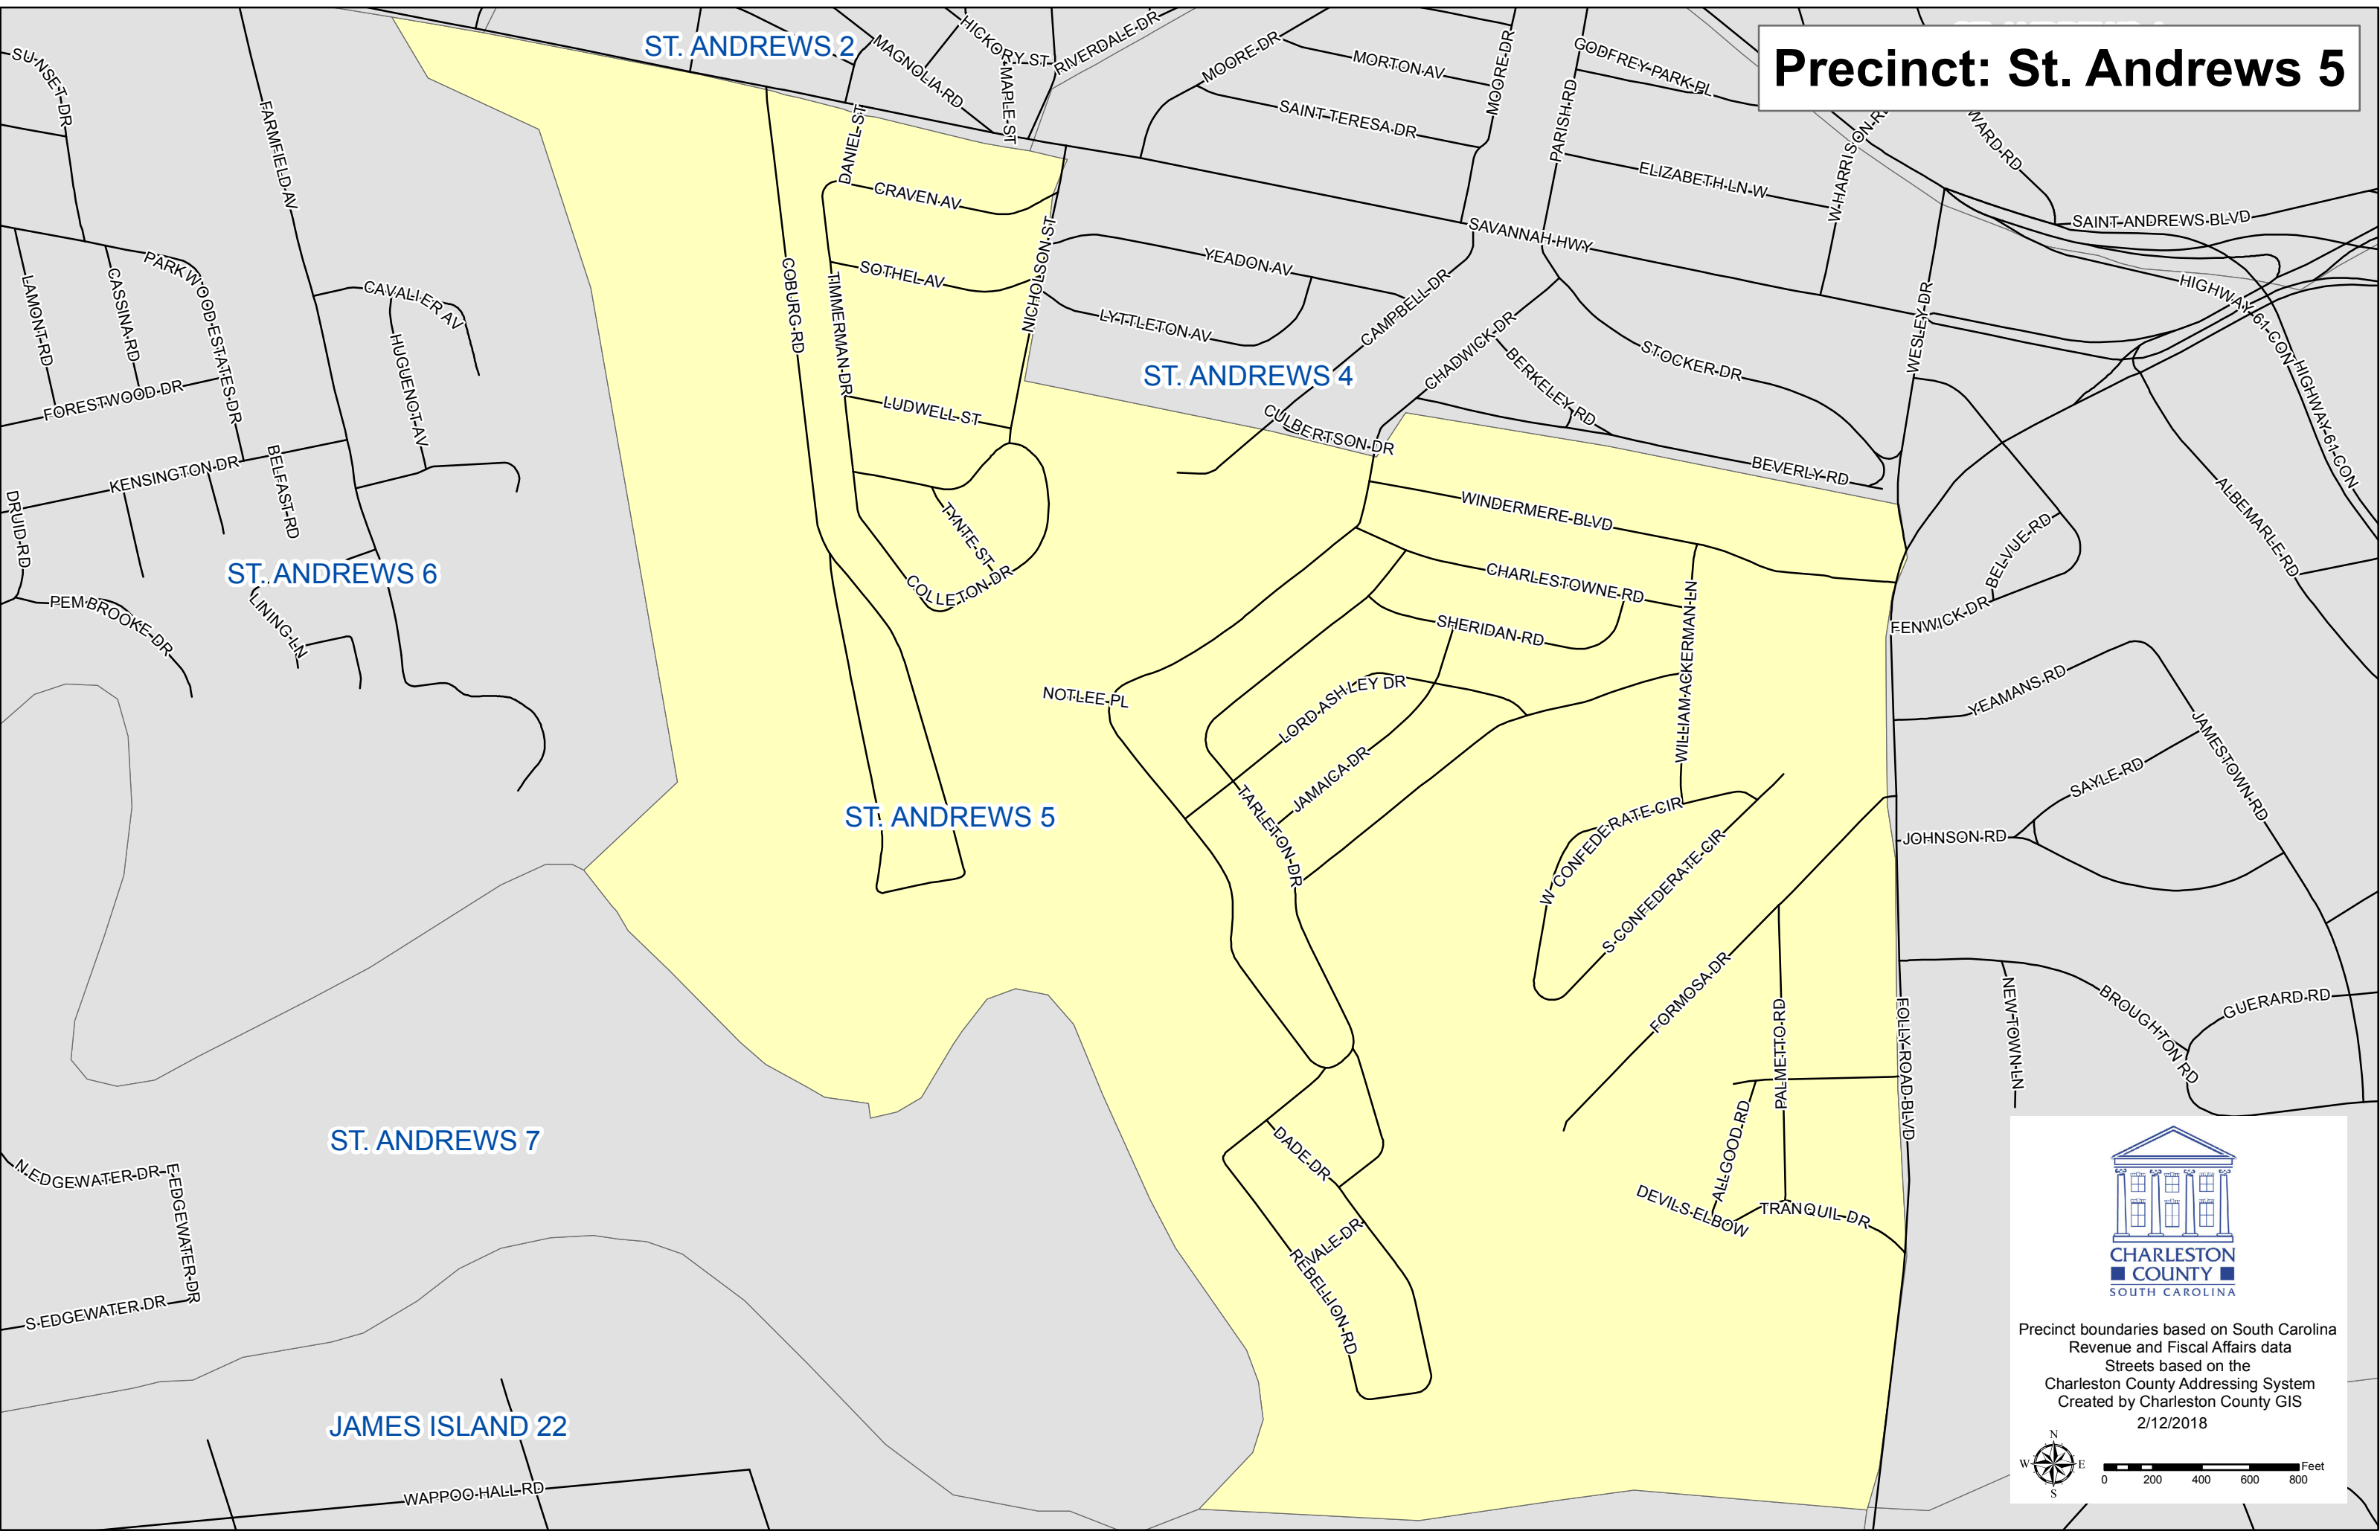 Precinct: St. Andrews 5
ST. ANDREWS 2
HICKORY ST
RIVERDALE DR
MAGNOLIA RD
MAPLE ST
MOORE DR
MORTON AV
MOORE DR
GODFREY PARK PL
SUNSET DR
FARMFIELD AV
DANIEL ST
SAINT TERESA DR
PARISH RD
W HARRISON RD
WARD RD
CRAVEN AV
ELIZABETH LN W
SAINT ANDREWS BLVD
SAVANNAH HWY
NICHOLSON ST
YEADON AV
PARKWOOD ESTATES DR
LAMONT RD
CASSINA RD
CAVALIER AV
COBURG RD
TIMMERMAN DR
SOTHEL AV
CAMPBELL DR
HIGHWAY 61 CON
HIGHWAY 61 CON
LYTTLETON AV
CHADWICK DR
WESLEY DR
HUGUENOT AV
STOCKER DR
BERKELEY RD
ST. ANDREWS 4
FORESTWOOD DR
LUDWELL ST
CULBERTSON DR
KENSINGTON DR
BELFAST RD
BEVERLY RD
DRUID RD
WINDERMERE BLVD
ALBEMARLE RD
TYNTE ST
BELVUE RD
ST. ANDREWS 6
COLLETON DR
CHARLESTOWNE RD
WILLIAM ACKERMAN LN
PEMBROOKE DR
LINING LN
SHERIDAN RD
FENWICK DR
NOTLEE PL
LORD ASHLEY DR
YEAMANS RD
JAMESTOWN RD
JAMAICA DR
TARLETON DR
SAYLE RD
ST. ANDREWS 5
W CONFEDERATE CIR
S CONFEDERATE CIR
JOHNSON RD
FORMOSA DR
PALMETTO RD
FOLLY ROAD BLVD
NEW TOWN LN
BROUGHTON RD
GUERARD RD
ST. ANDREWS 7
N EDGEWATER DR
E EDGEWATER DR
S EDGEWATER DR
DADE DR
ALLGOOD RD
DEVILS ELBOW
TRANQUIL DR
VALE DR
REBELLION RD
JAMES ISLAND 22
WAPPOO HALL RD
CHARLESTON
COUNTY
SOUTH CAROLINA
Precinct boundaries based on South Carolina
Revenue and Fiscal Affairs data
Streets based on the
Charleston County Addressing System
Created by Charleston County GIS
2/12/2018
N
W E
S
Feet
0 200 400 600 800